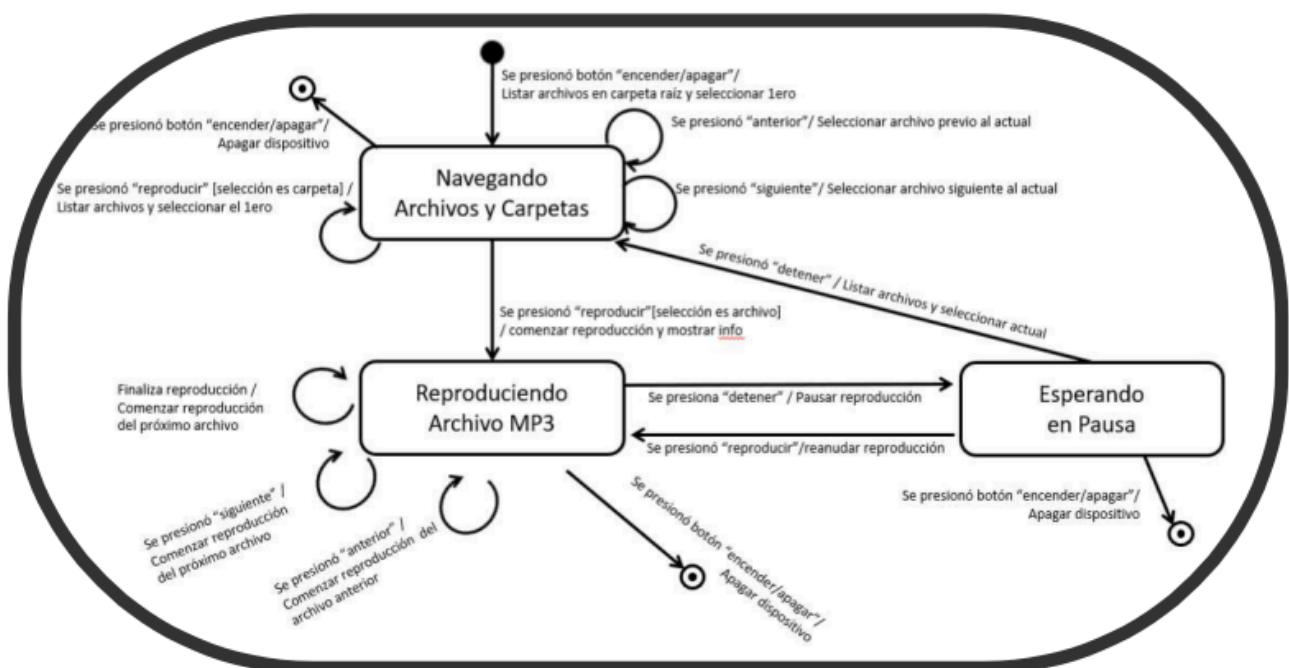 Se presionó botón “encender/apagar”/
Listar archivos en carpeta raíz y seleccionar 1ero
Se presionó botón “encender/apagar”/
Apagar dispositivo
Se presionó “anterior”/ Seleccionar archivo previo al actual
Se presionó “reproducir” [selección es carpeta] /
Listar archivos y seleccionar el 1ero
Navegando
Archivos y Carpetas
Se presionó “siguiente”/ Seleccionar archivo siguiente al actual
Se presionó “detener” / Listar archivos y seleccionar actual
Se presionó “reproducir”[selección es archivo]
/ comenzar reproducción y mostrar info
Finaliza reproducción /
Comenzar reproducción
del próximo archivo
Reproduciendo
Archivo MP3
Se presiona “detener” / Pausar reproducción
Se presionó “reproducir”/reanudar reproducción
Esperando
en Pausa
Se presionó “siguiente” /
Comenzar reproducción
del próximo archivo
Se presionó “anterior” /
Comenzar reproducción del
archivo anterior
Se presionó botón “encender/apagar”/
Apagar dispositivo
Se presionó botón “encender/apagar”/
Apagar dispositivo